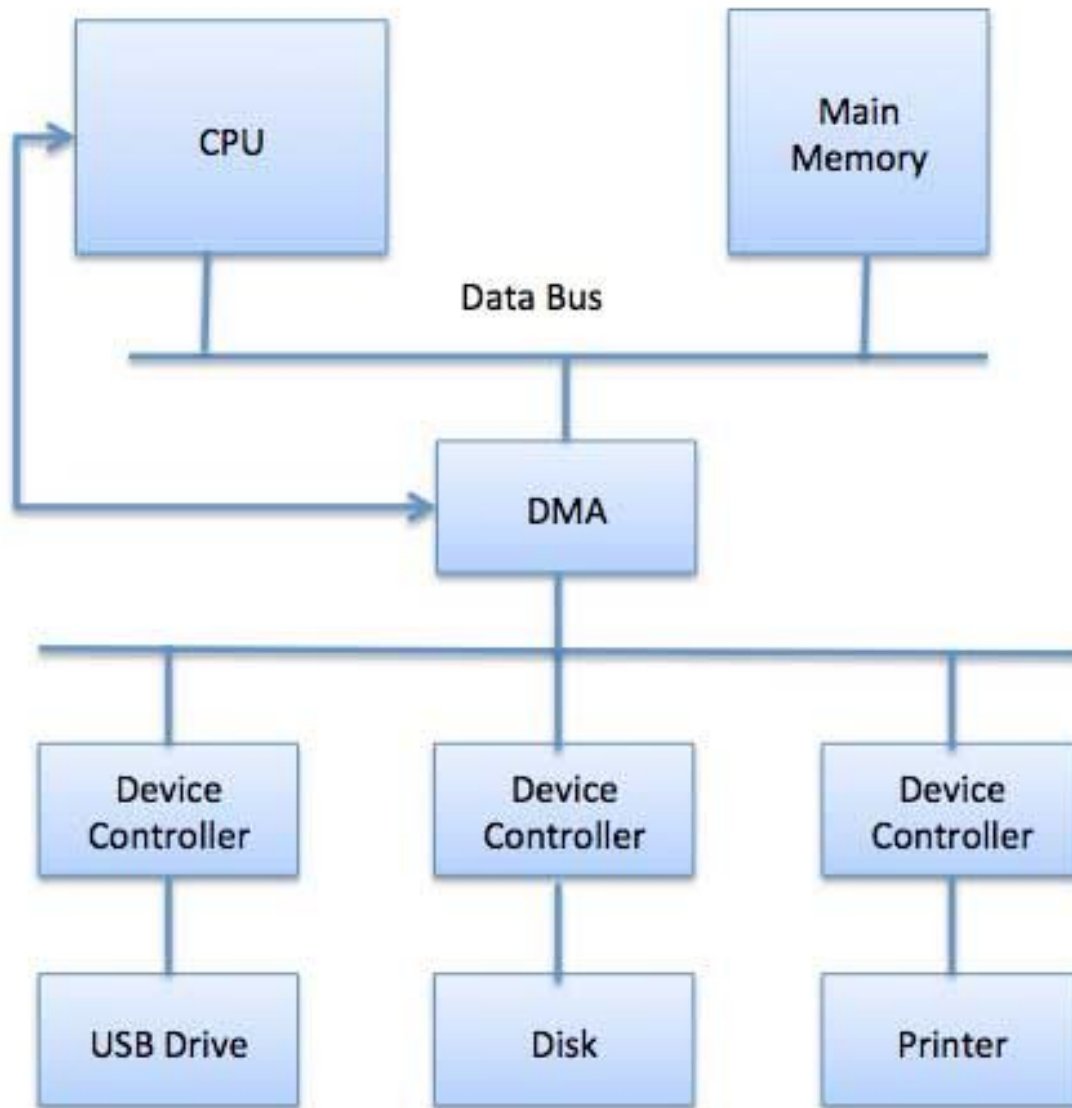 CPU
Main
Memory
Data Bus
DMA
Device
Controller
Device
Controller
Device
Controller
USB Drive
Disk
Printer